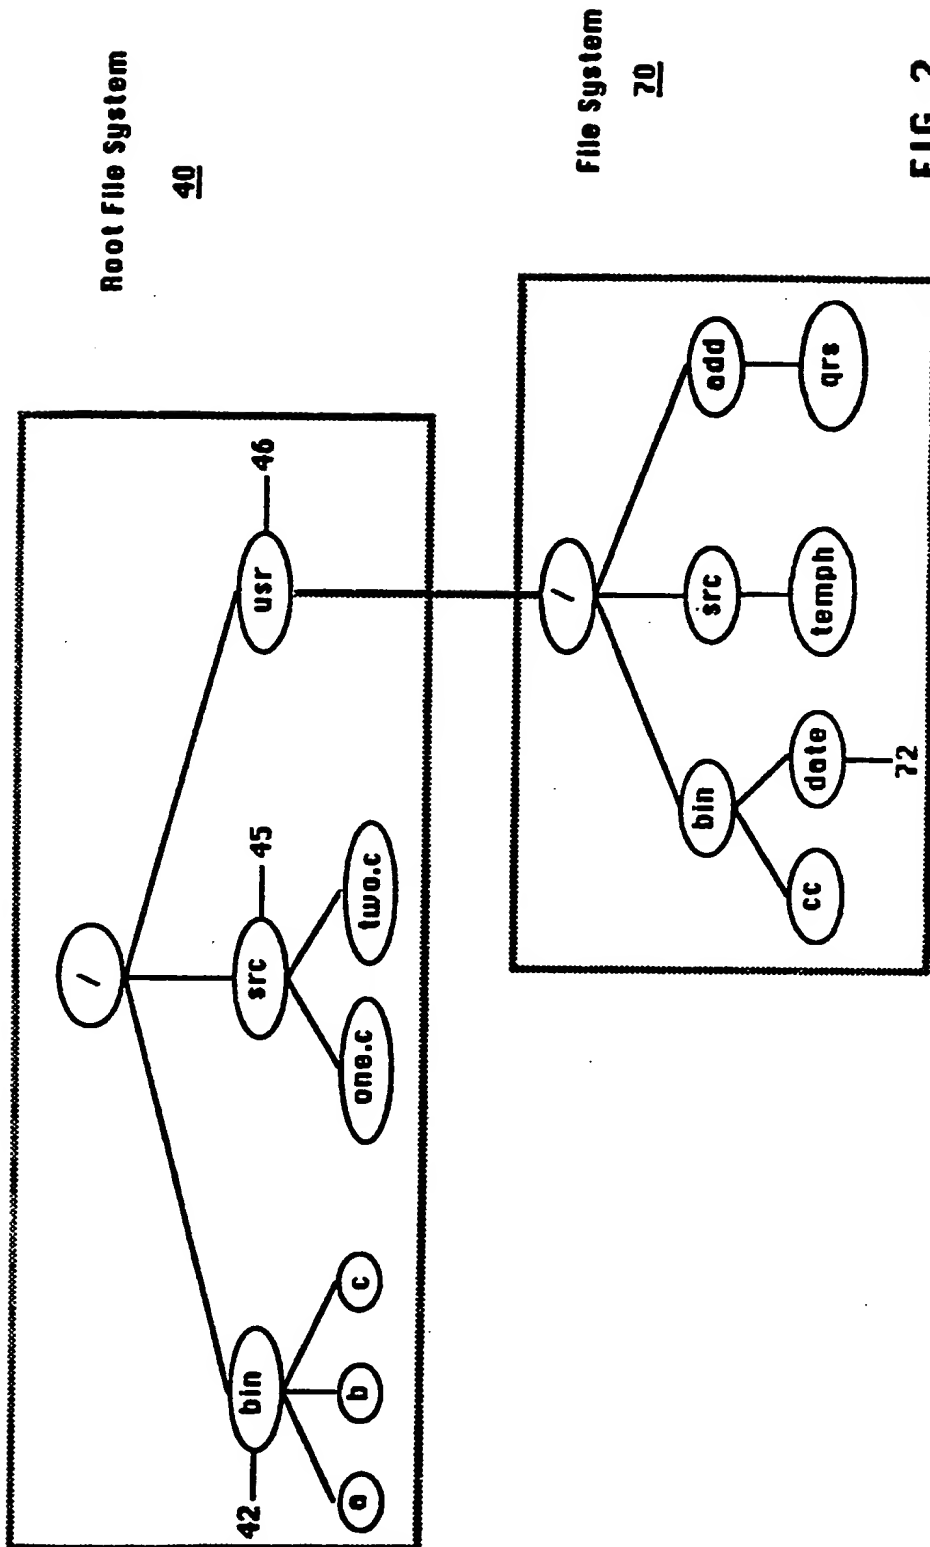 Root File System
40
/
bin
src
usr
42
45
46
a
b
c
one.c
two.c
File System
70
/
bin
src
add
cc
date
temph
qrs
72
FIG 2